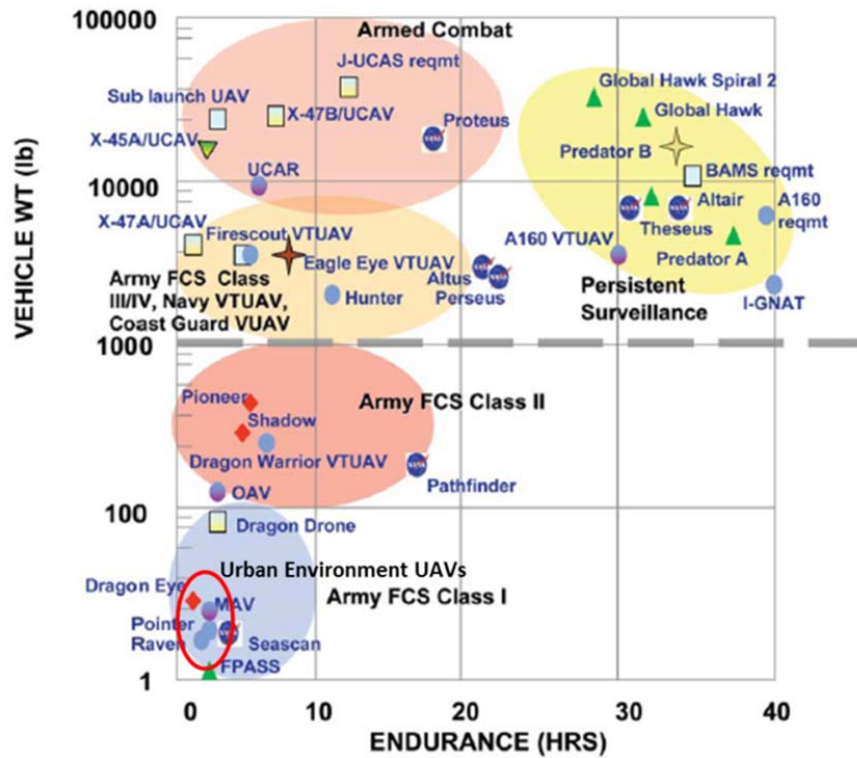 100000
Armed Combat
J-UCAS reqmt
Global Hawk Spiral 2
Sub launch UAV
X-47B/UCAV
Proteus
Global Hawk
X-45A/UCAV
Predator B
UCAR
BAMS reqmt
10000
Altair
A160
reqmt
X-47A/UCAV
Firescout VTUAV
Theseus
A160 VTUAV
Eagle Eye VTUAV
Predator A
Army FCS Class
III/IV, Navy VTUAV,
Coast Guard VUAV
Hunter
Altus
Perseus
Persistent
Surveillance
I-GNAT
1000
Pioneer
Shadow
Army FCS Class II
Dragon Warrior VTUAV
OAV
Pathfinder
100
Dragon Drone
Urban Environment UAVs
Dragon Eye
Army FCS Class I
MAV
Pointer
Raven
Seascan
FPASS
1
0
10
20
30
40
ENDURANCE (HRS)
VEHICLE WT (lb)